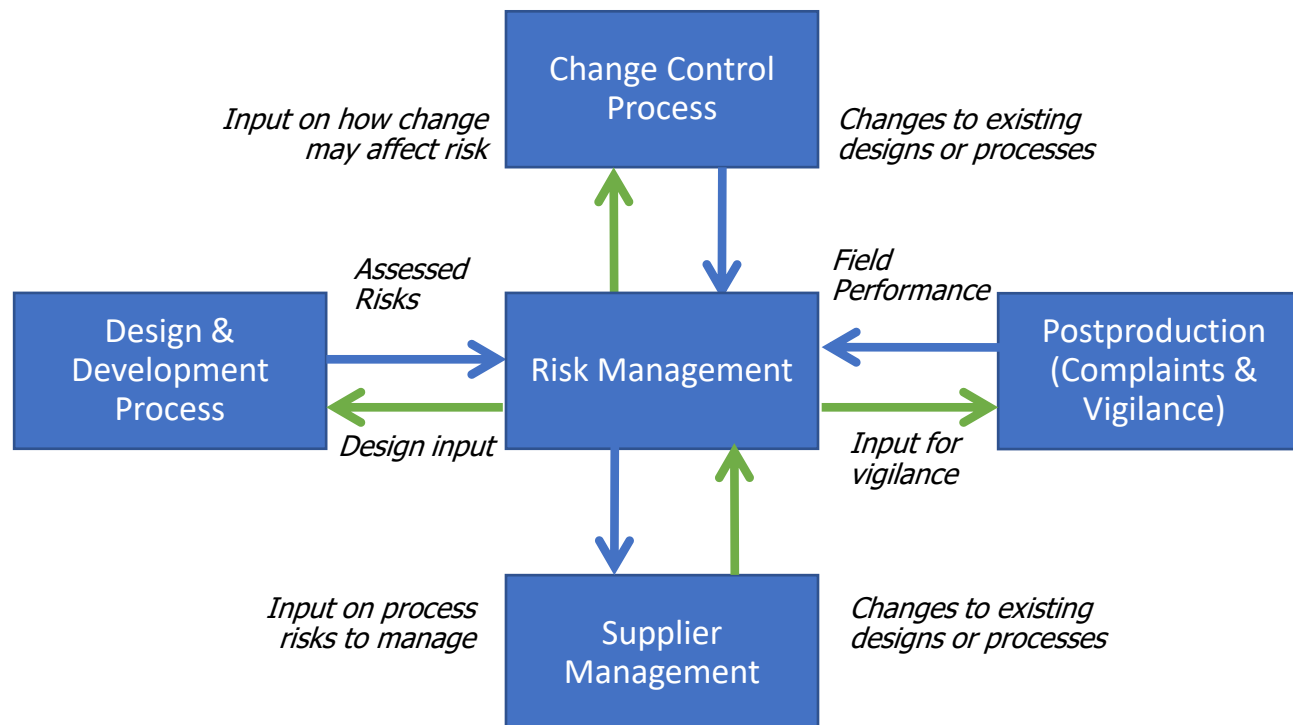 Change Control
Process
Input on how change
may affect risk
Changes to existing
designs or processes
Assessed
Risks
Field
Performance
Design &
Development
Process
Risk Management
Postproduction
(Complaints &
Vigilance)
Design input
Input for
vigilance
Input on process
risks to manage
Supplier
Management
Changes to existing
designs or processes